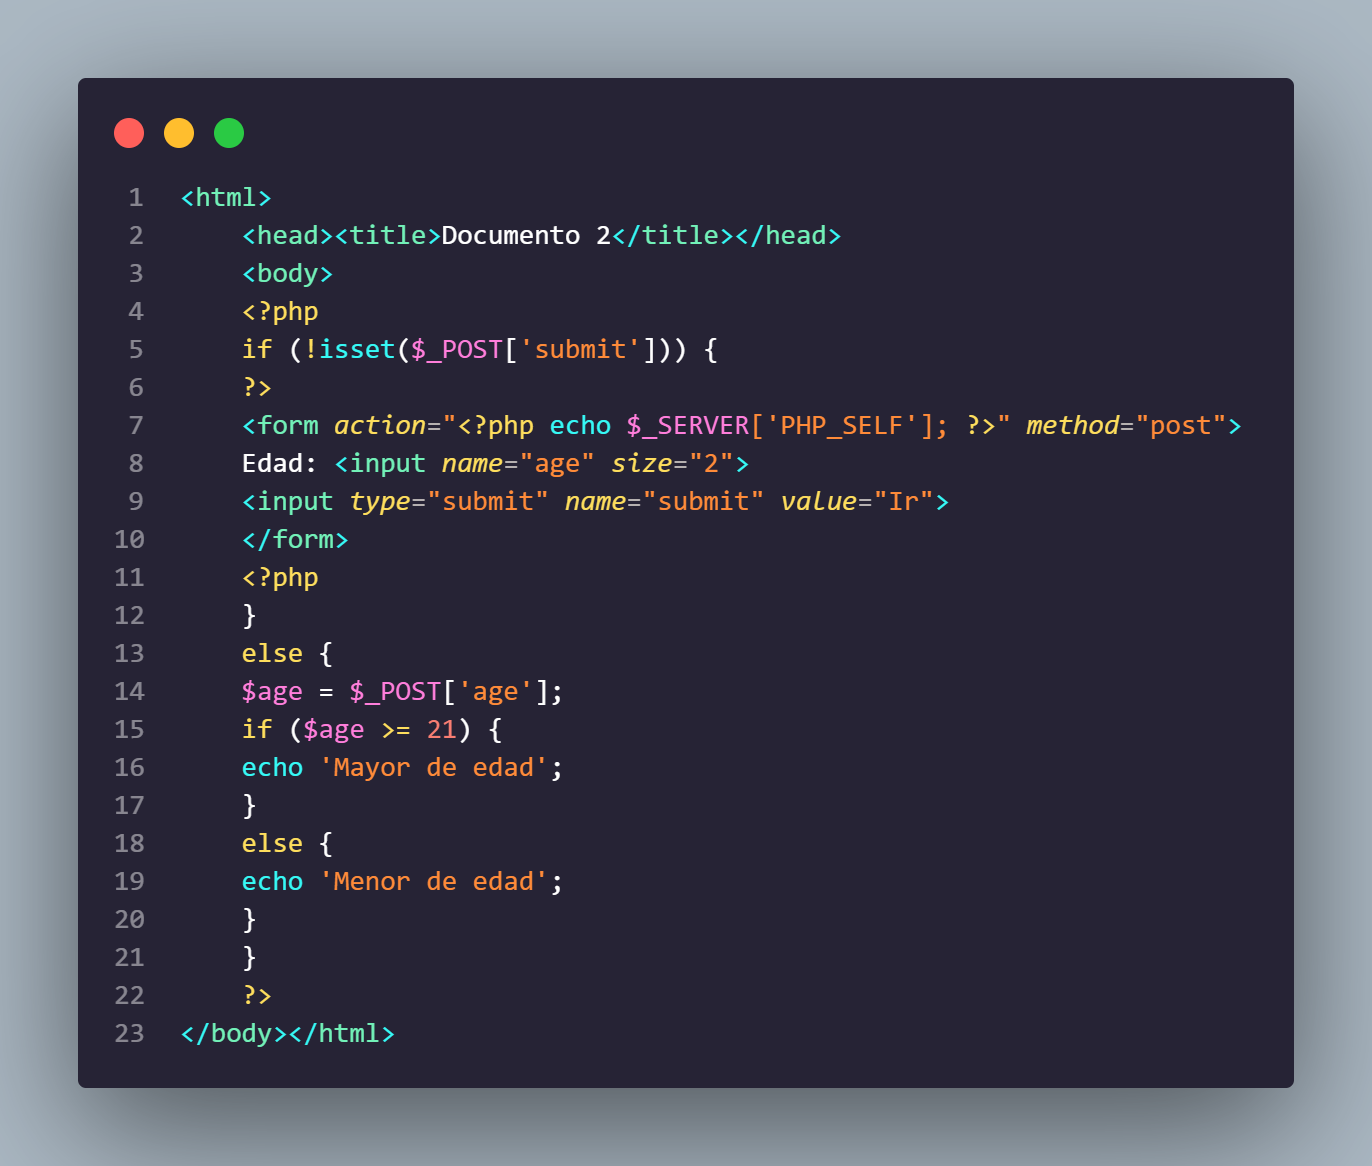 1 <html>
2     <head><title>Documento 2</title></head>
3     <body>
4     <?php
5     if (!isset($_POST['submit'])) {
6     ?>
7     <form action="<?php echo $_SERVER['PHP_SELF']; ?>" method="post">
8     Edad: <input name="age" size="2">
9     <input type="submit" name="submit" value="Ir">
10     </form>
11     <?php
12     }
13     else {
14     $age = $_POST['age'];
15     if ($age >= 21) {
16     echo 'Mayor de edad';
17     }
18     else {
19     echo 'Menor de edad';
20     }
21     }
22     ?>
23 </body></html>